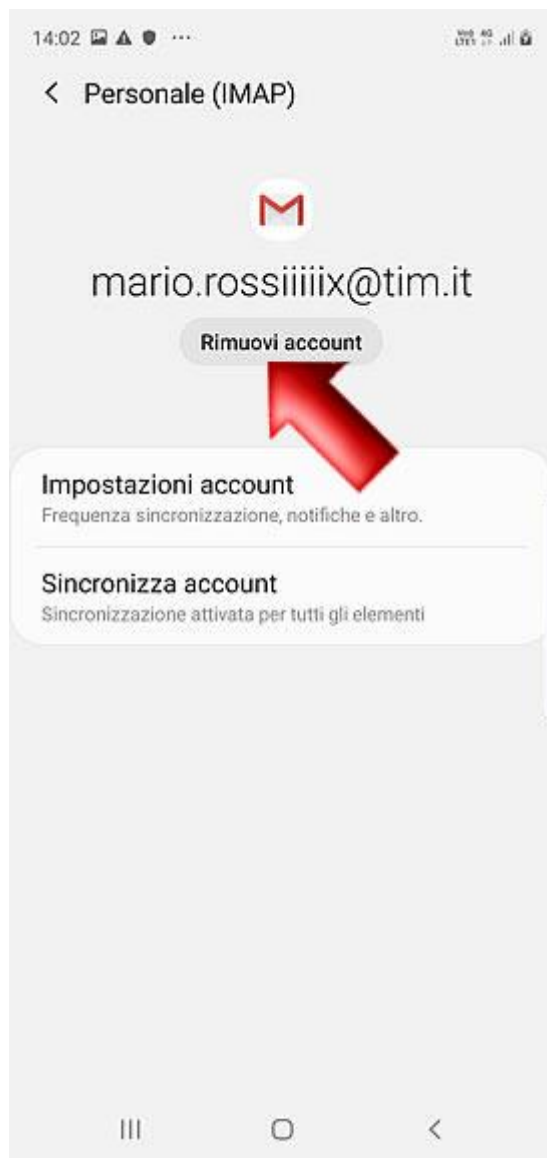 14:02
Personale (IMAP)
mario.rossiiiiix@tim.it
Rimuovi account
Impostazioni account
Frequenza sincronizzazione, notifiche e altro.
Sincronizza account
Sincronizzazione attivata per tutti gli elementi